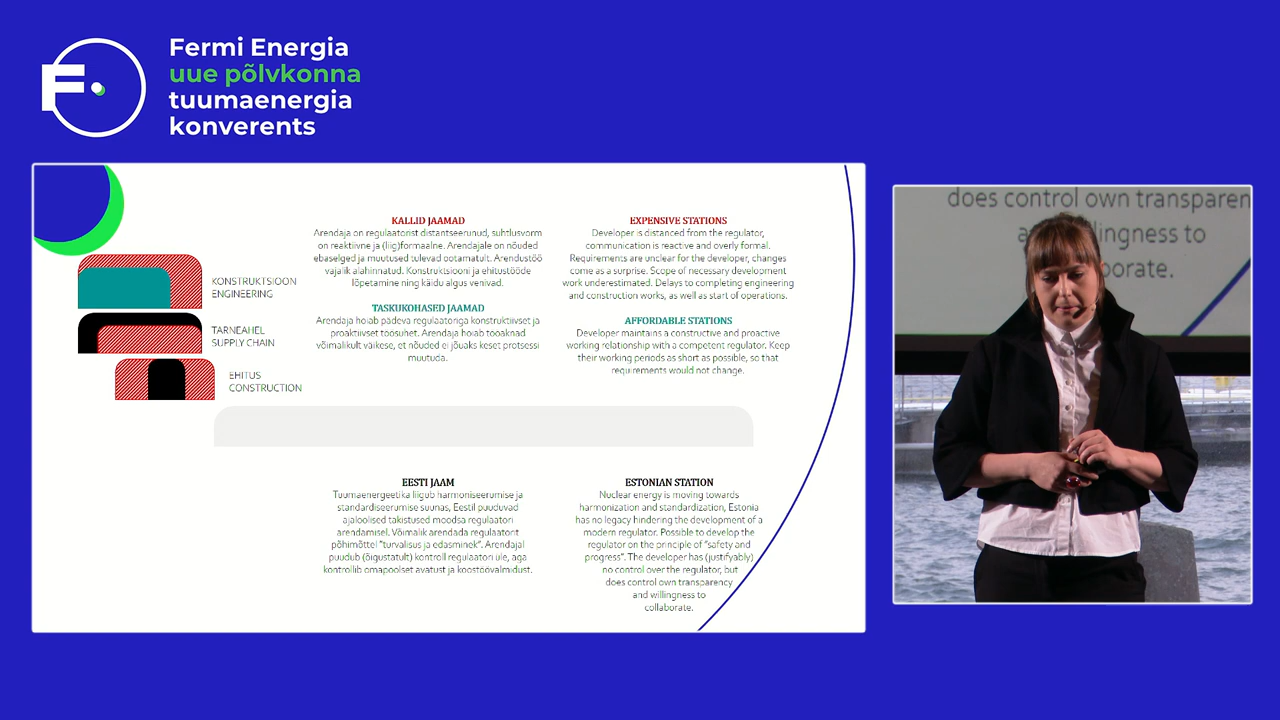 Fermi Energia
uue põlvkonna
tuumaenergia
konverents
KONSTRUKTSIOON
ENGINEERING
TARNEAHEL
SUPPLY CHAIN
EHITUS
CONSTRUCTION
KALLID JAAMAD
Arendaja on regulaatorist distantseerunud, suhtlusvorm
on reaktiivne ja (liig)formaalne. Arendajale on nõuded
ebaselged ja muutused tulevad ootamatult. Arendustöö
vajalik alahinnatud. Konstruktsiooni ja ehitustööde
lõpetamine ning käidu algus venivad.
TASKUKOHASED JAAMAD
Arendaja hoiab pädeva regulaatoriga konstruktiivset ja
proaktiivset töösuhet. Arendaja hoiab tööaknad
võimalikult väikese, et nõuded ei jõuaks keset protsessi
muutuda.
EXPENSIVE STATIONS
Developer is distanced from the regulator,
communication is reactive and overly formal.
Requirements are unclear for the developer, changes
come as a surprise. Scope of necessary development
work underestimated. Delays to completing engineering
and construction works, as well as start of operations.
AFFORDABLE STATIONS
Developer maintains a constructive and proactive
working relationship with a competent regulator. Keep
their working periods as short as possible, so that
requirements would not change.
EESTI JAAM
Tuumaenergeetika liigub harmoniseerumise ja
standardiseerumise suunas, Eestil puuduvad
ajaloolised takistused moodsa regulaatori
arendamisel. Võimalik arendada regulaatorit
põhmõttel "turvalisus ja edasminek". Arendajal
puudub (õigustatult) kontroll regulaatori üle, aga
kontrollib omapoolset avatust ja koostöövalmidust.
ESTONIAN STATION
Nuclear energy is moving towards
harmonization and standardization, Estonia
has no legacy hindering the development of a
modern regulator. Possible to develop the
regulator on the principle of "safety and
progress". The developer has (justifyably)
no control over the regulator, but
does control own transparency
and willingness to
collaborate.
does control own transparen
a llingness to
borate.